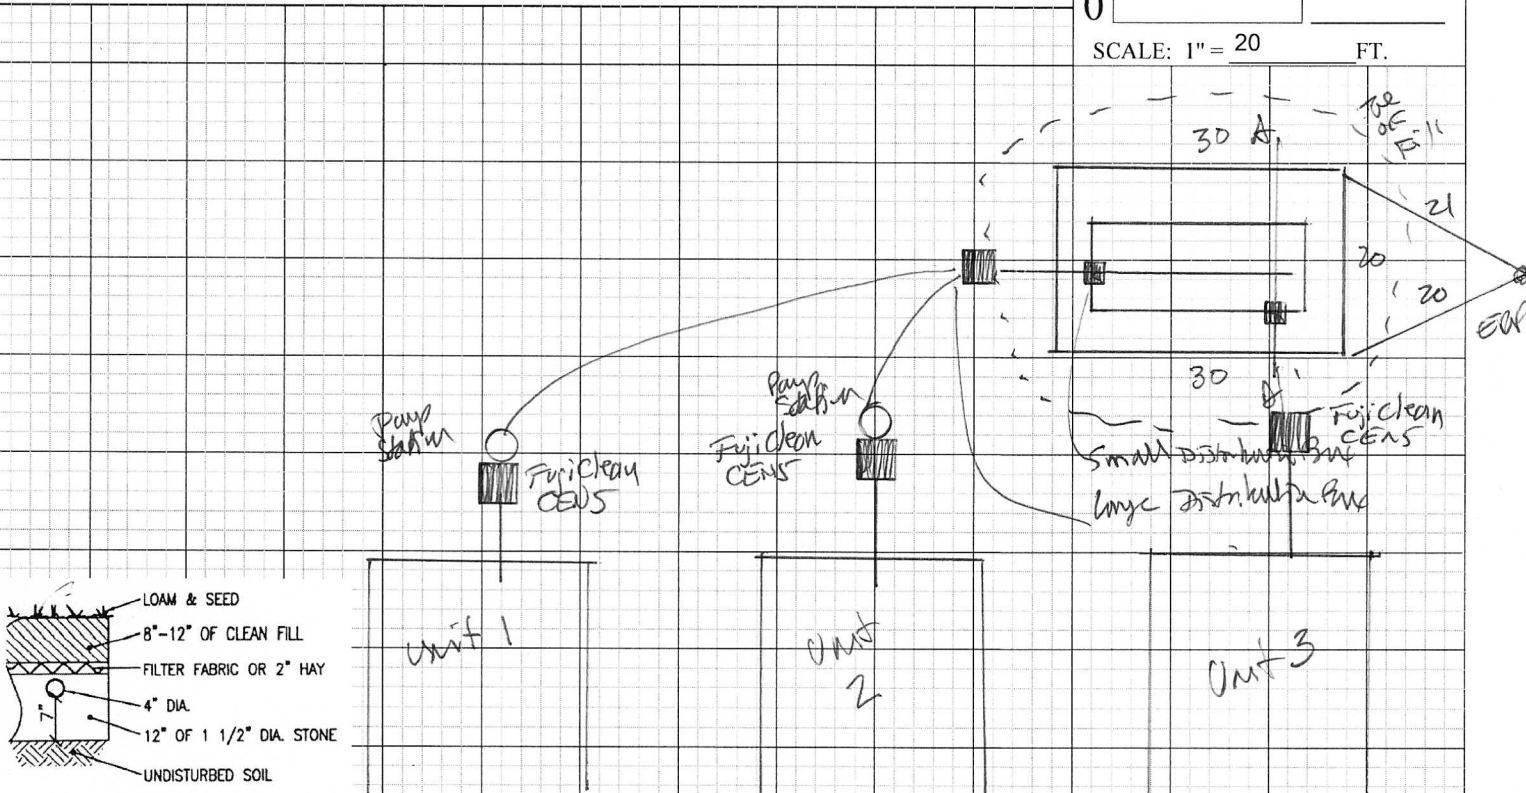 0
SCALE: 1" = 20 FT.
30 A
Toe
of
Fill
21
20
20
ERP
30
A
Pump
Station
Pump
Station
Fuji Clean
CEN5
Fuji Clean
CEN5
Fuji Clean
CEN5
Small Distribution Box
Large Distribution Box
Unit 1
Unit
2
Unit 3
LOAM & SEED
8"-12" OF CLEAN FILL
FILTER FABRIC OR 2" HAY
4" DIA.
7"
12" OF 1 1/2" DIA. STONE
UNDISTURBED SOIL